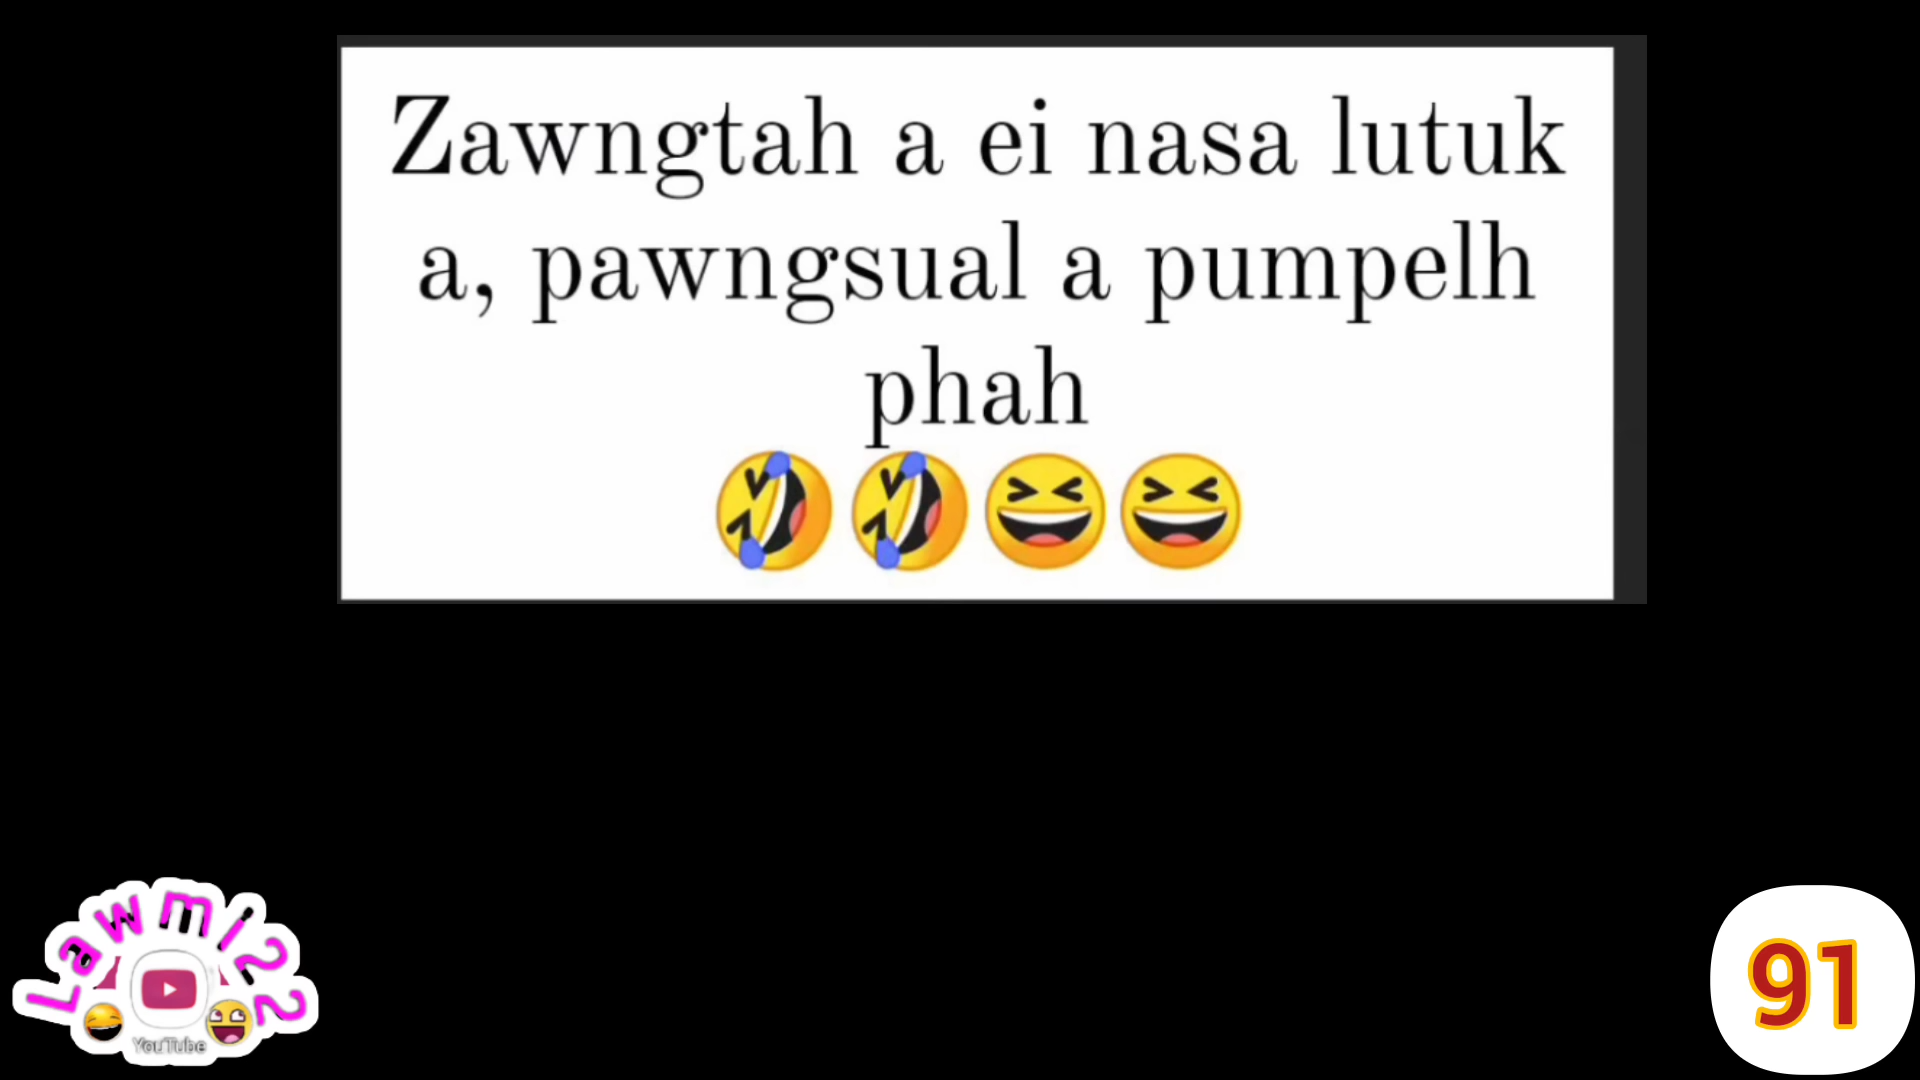 Zawngtah a ei nasa lutuk
a, pawngsual a pumpelh
phah
🤣🤣😆😆
Lawmi22
YouTube
91